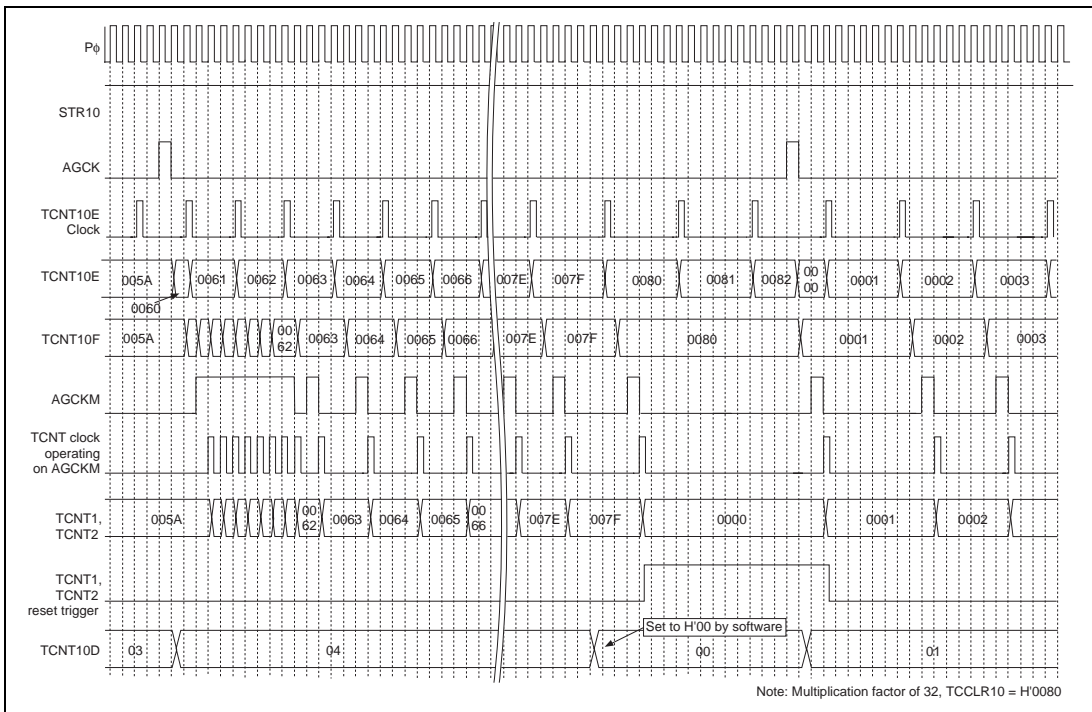 Pϕ
STR10
AGCK
TCNT10E
Clock
TCNT10E
005A
0061
0062
0063
0064
0065
0066
007E
007F
0080
0081
0082
00
00
0001
0002
0003
0060
TCNT10F
005A
00
62
0063
0064
0065
0066
007E
007F
0080
0001
0002
0003
AGCKM
TCNT clock
operating
on AGCKM
TCNT1,
TCNT2
005A
00
62
0063
0064
0065
00
66
007E
007F
0000
0001
0002
TCNT1,
TCNT2
reset trigger
Set to H'00 by software
TCNT10D
03
04
00
01
Note: Multiplication factor of 32, TCCLR10 = H'0080